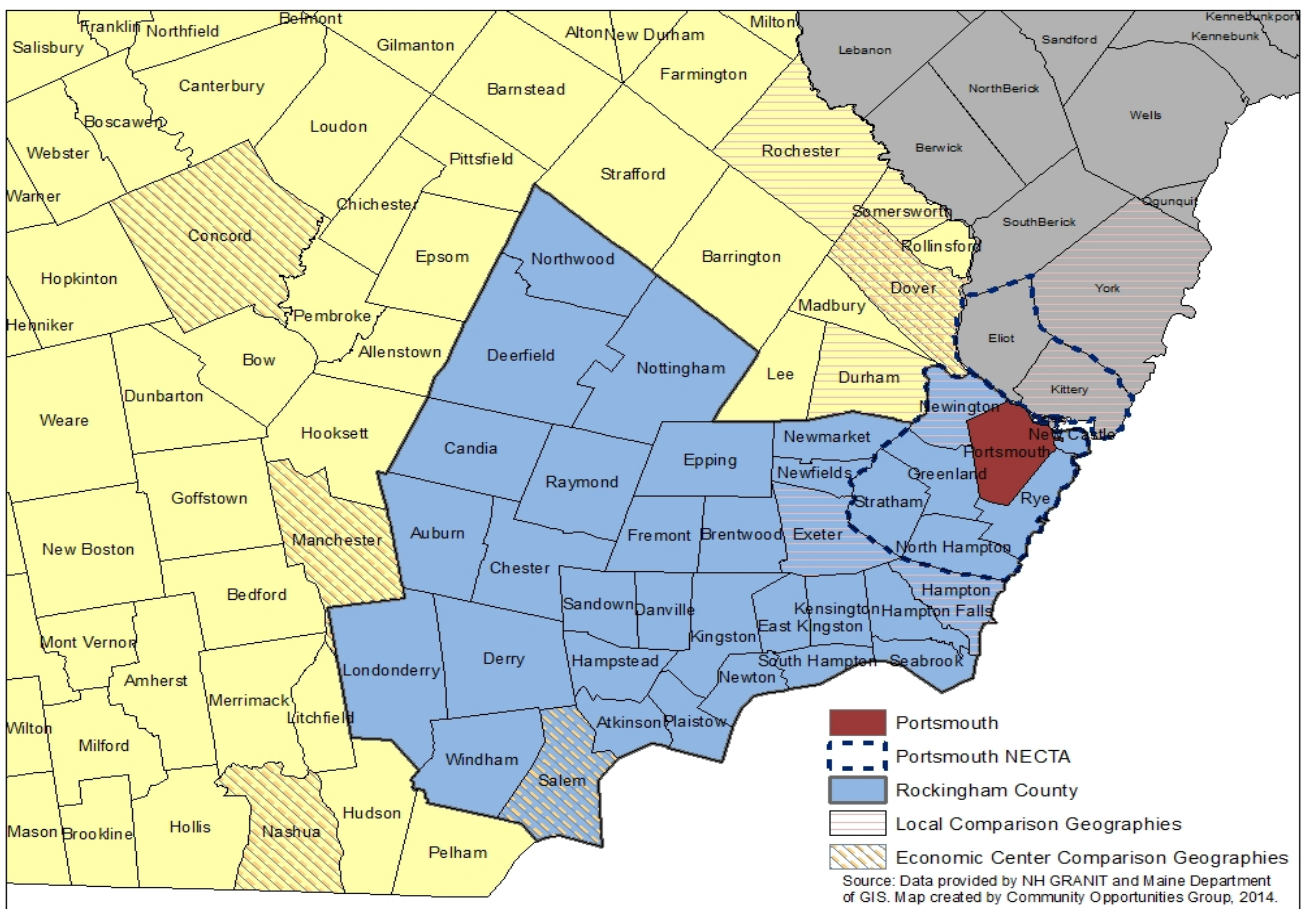 Belmont
Franklin
Northfield
Salisbury
Gilmanton
Alton
New Durham
Milton
Kennebunkport
Kennebunk
Sandford
Lebanon
Farmington
Canterbury
Barnstead
NorthBerick
Wells
Boscawen
Loudon
Webster
Pittsfield
Rochester
Berwick
Strafford
Warner
Chichester
Ogunquit
Concord
Somersworth
SouthBerick
Rollinsford
Hopkinton
Epsom
Northwood
Barrington
Dover
York
Madbury
Henniker
Pembroke
Bow
Allenstown
Deerfield
Nottingham
Lee
Durham
Eliot
Kittery
Dunbarton
Weare
Hooksett
Newington
Candia
Newmarket
New Castle
Portsmouth
Epping
Raymond
Newfields
Greenland
Goffstown
Stratham
Rye
New Boston
Manchester
Auburn
Fremont
Brentwood
Exeter
North Hampton
Chester
Bedford
Hampton
Sandown
Danville
Kensington
Hampton Falls
East Kingston
Kingston
Mont Vernon
Londonderry
Derry
Hampstead
South Hampton
Seabrook
Amherst
Newton
Merrimack
Litchfield
Atkinson
Plaistow
Wilton
Milford
Windham
Salem
Mason
Brookline
Hollis
Nashua
Hudson
Pelham
Portsmouth
Portsmouth NECTA
Rockingham County
Local Comparison Geographies
Economic Center Comparison Geographies
Source: Data provided by NH GRANIT and Maine Department
of GIS. Map created by Community Opportunities Group, 2014.